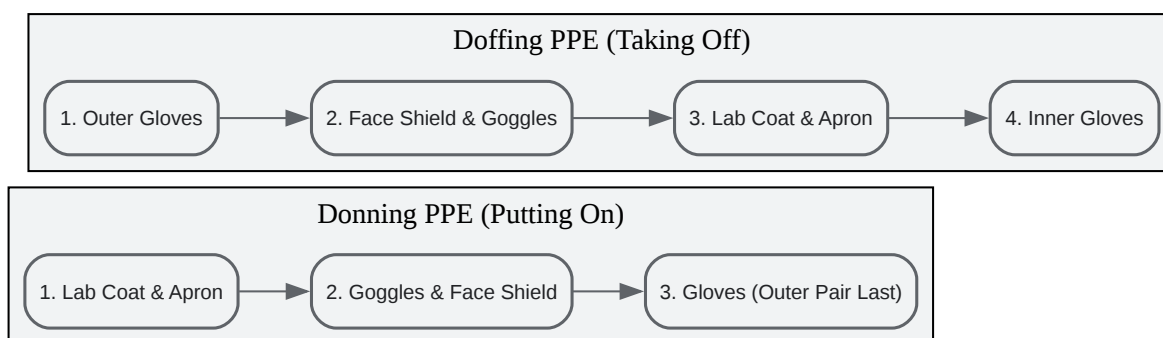 Doffing PPE (Taking Off)
1. Outer Gloves
2. Face Shield & Goggles
3. Lab Coat & Apron
4. Inner Gloves
Donning PPE (Putting On)
1. Lab Coat & Apron
2. Goggles & Face Shield
3. Gloves (Outer Pair Last)